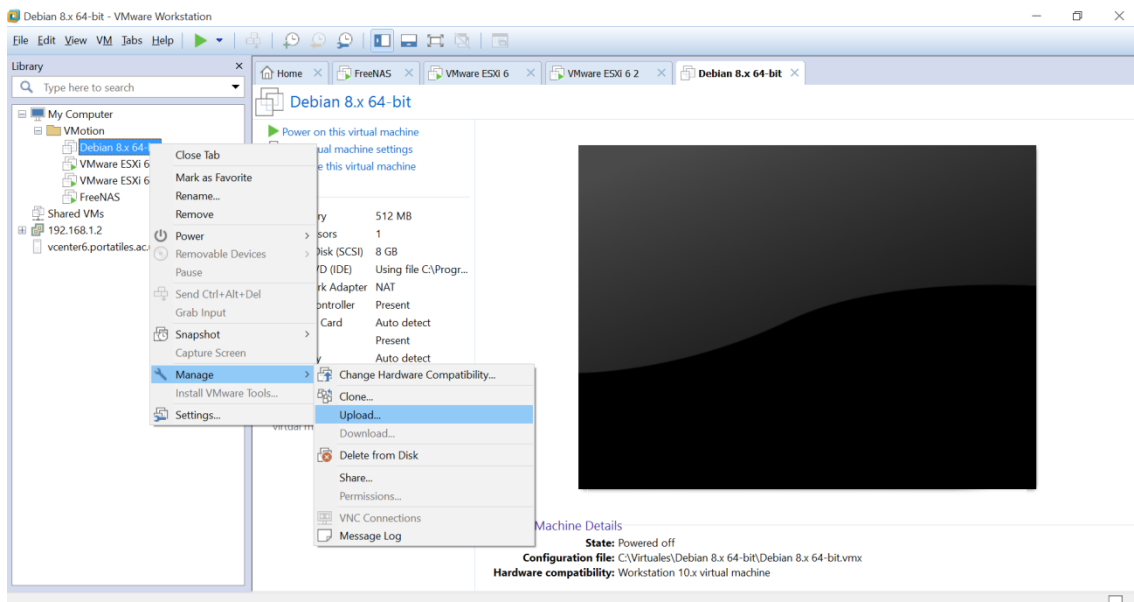 Debian 8.x 64-bit - VMware Workstation
File Edit View VM Tabs Help
Library
Type here to search
My Computer
VMotion
Debian 8.x 64-
VMware ESXi 6
VMware ESXi 6
FreeNAS
Shared VMs
192.168.1.2
vcenter6.portatiles.ac.
Home FreeNAS VMware ESXi 6 VMware ESXi 6 2 Debian 8.x 64-bit
Debian 8.x 64-bit
Power on this virtual machine
ual machine settings
e this virtual machine
ry 512 MB
sors 1
Disk (SCSI) 8 GB
/D (IDE) Using file C:\Progr...
rk Adapter NAT
ontroller Present
Card Auto detect
Present
y Auto detect
virtual m
Close Tab
Mark as Favorite
Rename...
Remove
Power
Removable Devices
Pause
Send Ctrl+Alt+Del
Grab Input
Snapshot
Capture Screen
Manage
Install VMware Tools...
Settings...
Change Hardware Compatibility...
Clone...
Upload...
Download...
Delete from Disk
Share...
Permissions...
VNC Connections
Message Log
Machine Details
State: Powered off
Configuration file: C:\Virtuales\Debian 8.x 64-bit\Debian 8.x 64-bit.vmx
Hardware compatibility: Workstation 10.x virtual machine